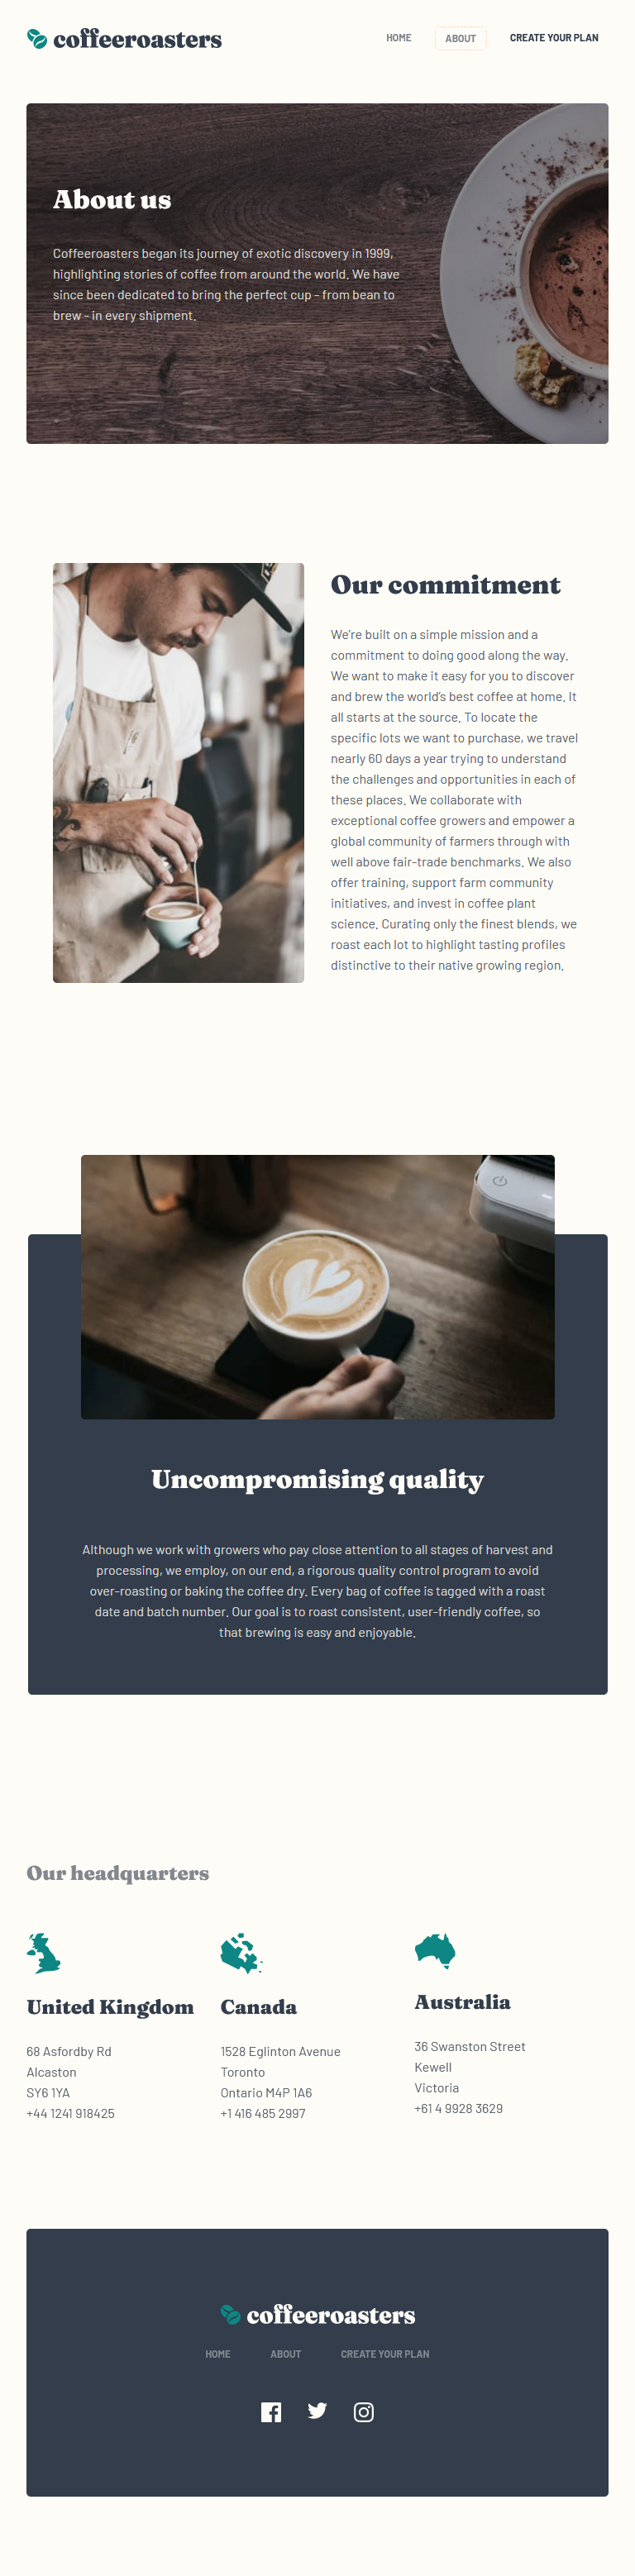 coffeeroasters
HOME ABOUT CREATE YOUR PLAN
About us
Coffeeroasters began its journey of exotic discovery in 1999,
highlighting stories of coffee from around the world. We have
since been dedicated to bring the perfect cup - from bean to
brew - in every shipment.
Our commitment
We're built on a simple mission and a
commitment to doing good along the way.
We want to make it easy for you to discover
and brew the world's best coffee at home. It
all starts at the source. To locate the
specific lots we want to purchase, we travel
nearly 60 days a year trying to understand
the challenges and opportunities in each of
these places. We collaborate with
exceptional coffee growers and empower a
global community of farmers through with
well above fair-trade benchmarks. We also
offer training, support farm community
initiatives, and invest in coffee plant
science. Curating only the finest blends, we
roast each lot to highlight tasting profiles
distinctive to their native growing region.
Uncompromising quality
Although we work with growers who pay close attention to all stages of harvest and
processing, we employ, on our end, a rigorous quality control program to avoid
over-roasting or baking the coffee dry. Every bag of coffee is tagged with a roast
date and batch number. Our goal is to roast consistent, user-friendly coffee, so
that brewing is easy and enjoyable.
Our headquarters
United Kingdom
68 Asfordby Rd
Alcaston
SY6 1YA
+44 1241 918425
Canada
1528 Eglinton Avenue
Toronto
Ontario M4P 1A6
+1 416 485 2997
Australia
36 Swanston Street
Kewell
Victoria
+61 4 9928 3629
coffeeroasters
HOME ABOUT CREATE YOUR PLAN